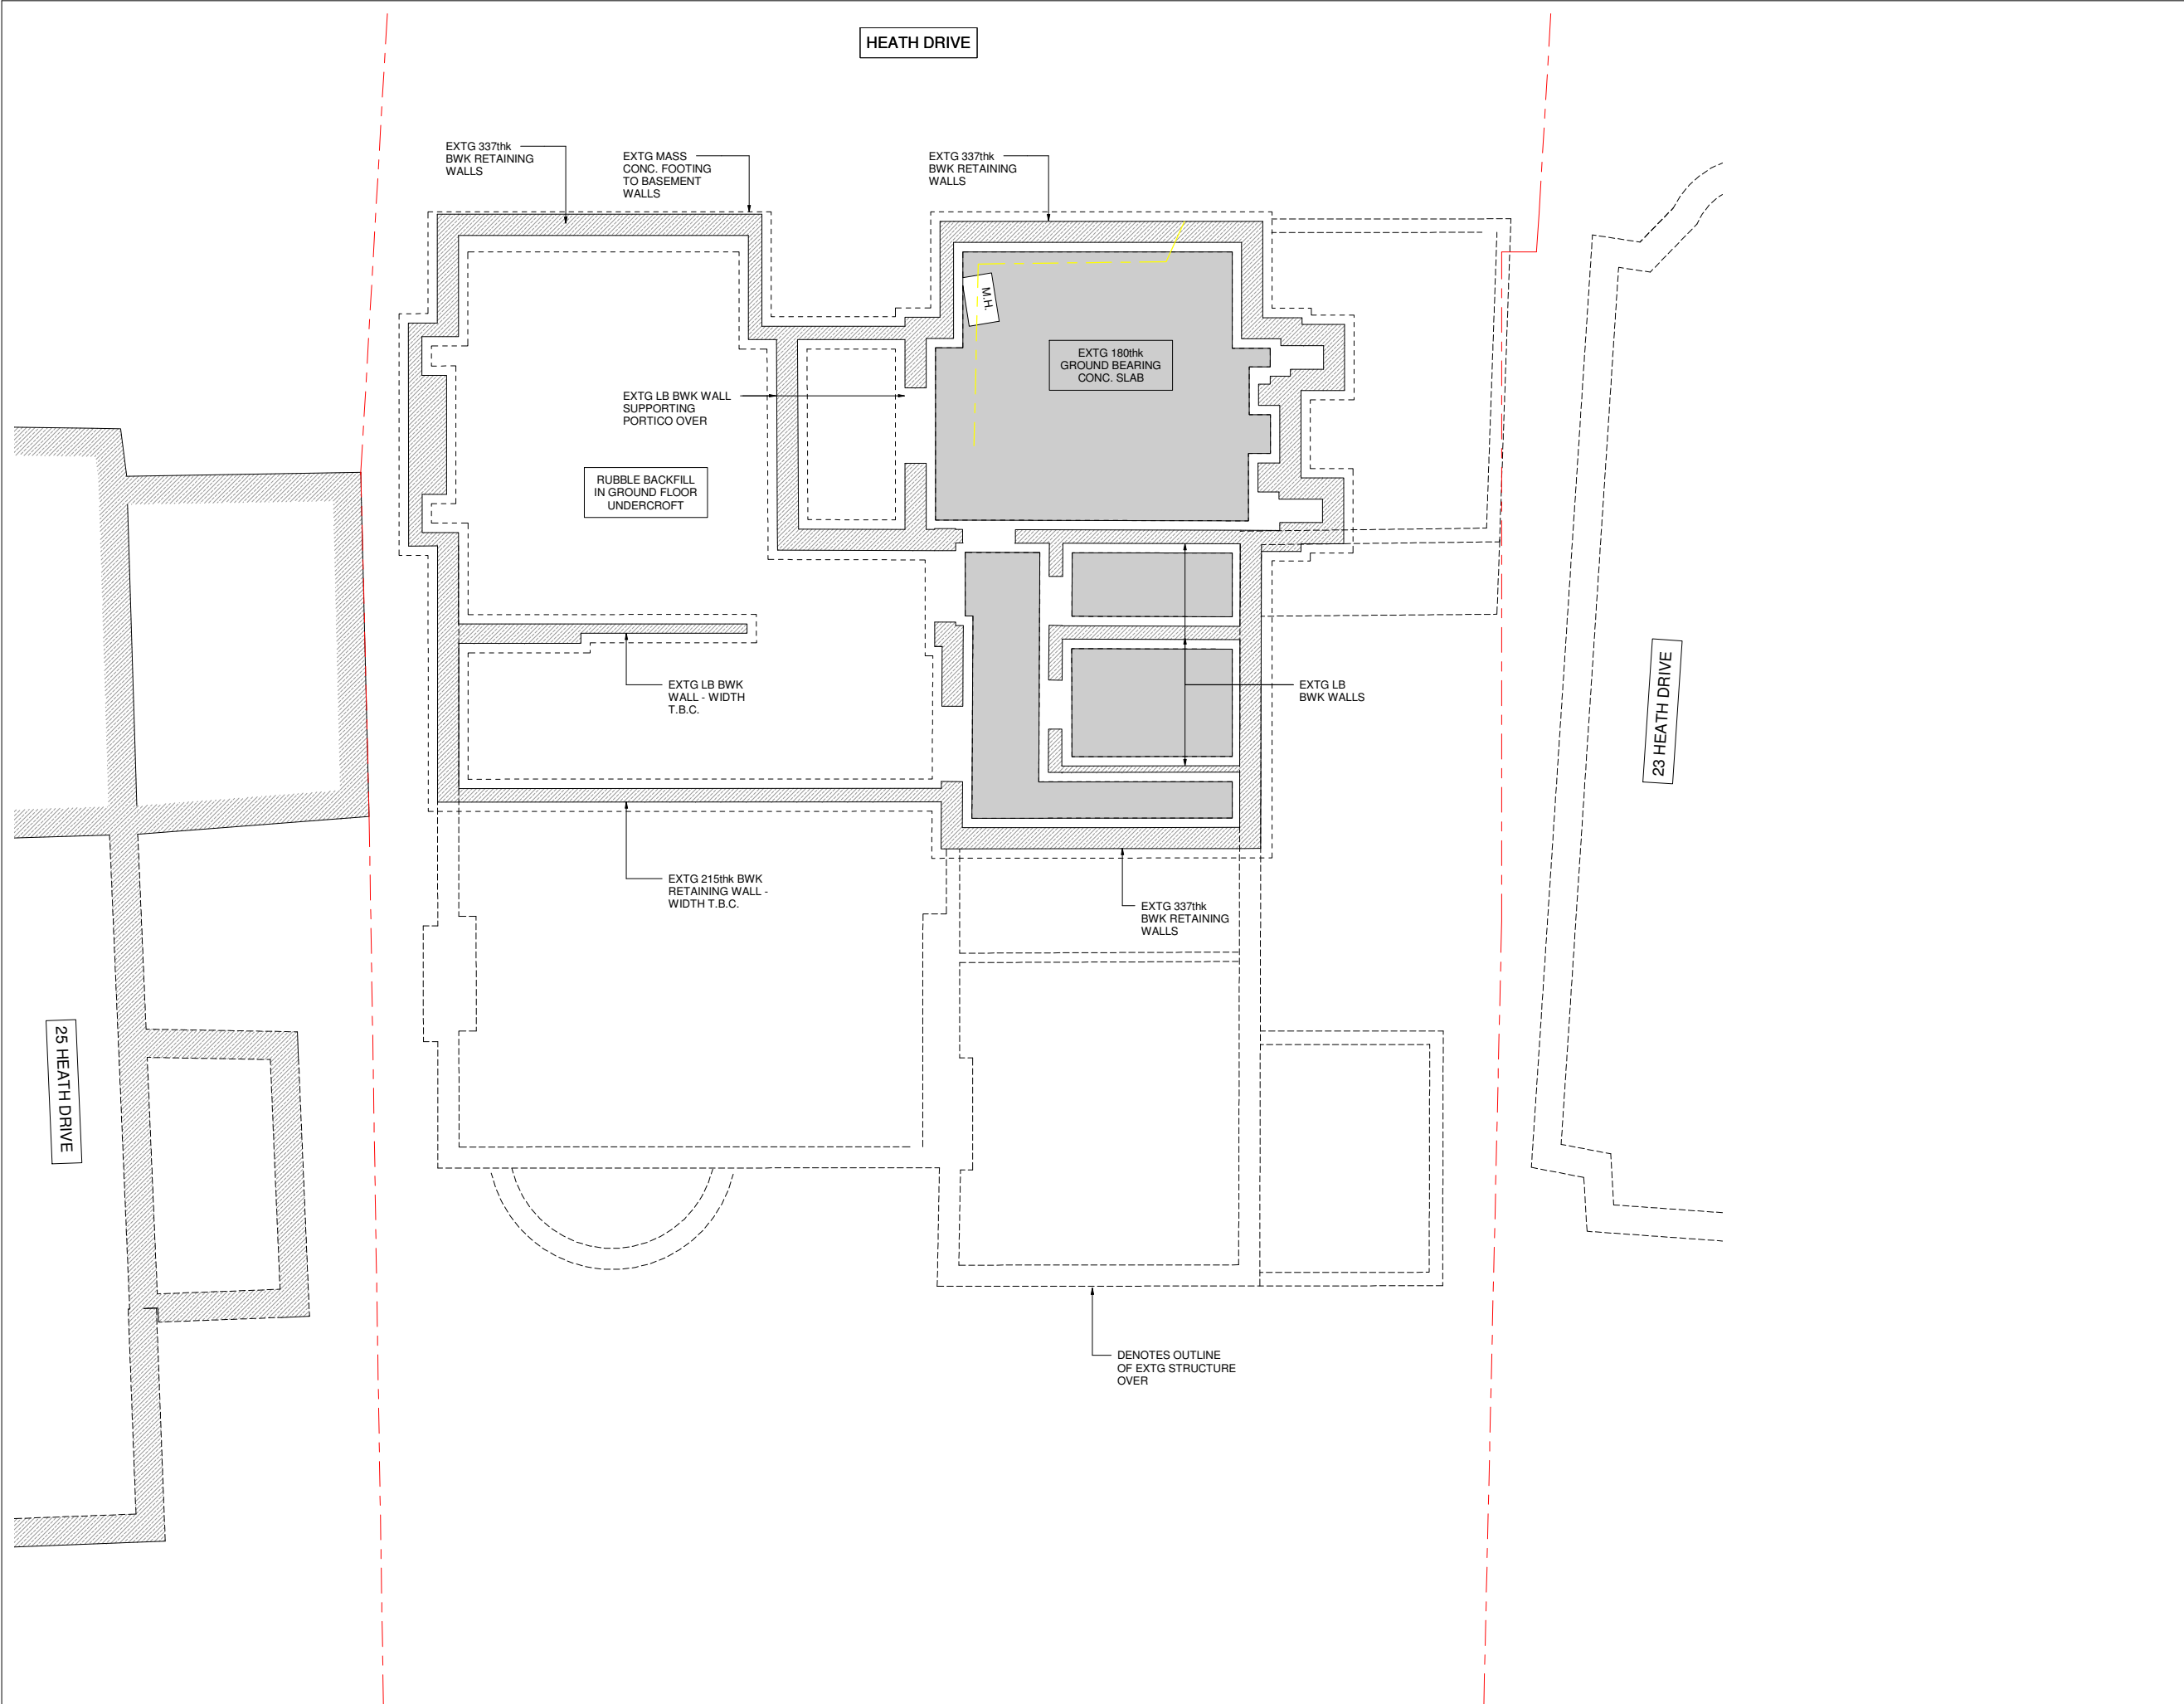 HEATH DRIVE
EXTG 337thk
BWK RETAINING
WALLS
EXTG MASS
CONC. FOOTING
TO BASEMENT
WALLS
EXTG 337thk
BWK RETAINING
WALLS
M.H.
EXTG 180thk
GROUND BEARING
CONC. SLAB
EXTG LB BWK WALL
SUPPORTING
PORTICO OVER
RUBBLE BACKFILL
IN GROUND FLOOR
UNDERCROFT
EXTG LB BWK
WALL - WIDTH
T.B.C.
EXTG LB
BWK WALLS
23 HEATH DRIVE
EXTG 215thk BWK
RETAINING WALL -
WIDTH T.B.C.
EXTG 337thk
BWK RETAINING
WALLS
25 HEATH DRIVE
DENOTES OUTLINE
OF EXTG STRUCTURE
OVER